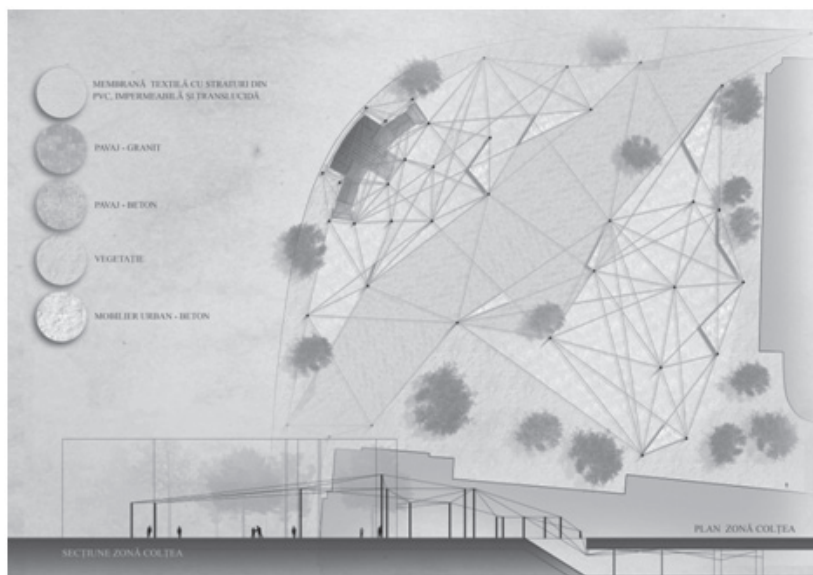 MEMBRANĂ TEXTILĂ CU STRATURI DIN
PVC, IMPERMEABILĂ ȘI TRANSLUCIDĂ
PAVAJ - GRANIT
PAVAJ - BETON
VEGETAȚIE
MOBILIER URBAN - BETON
PLAN ZONĂ COLȚEA
SECȚIUNE ZONĂ COLȚEA